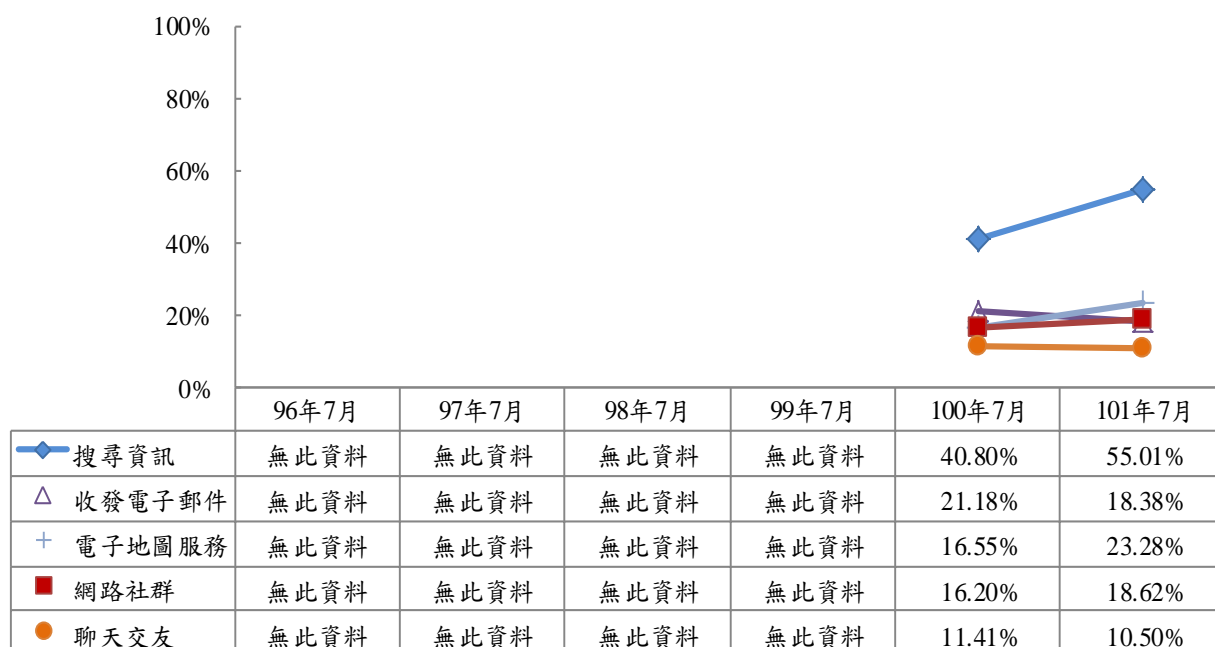 100%
80%
60%
40%
20%
0%
96年7月 97年7月 98年7月 99年7月 100年7月 101年7月
搜尋資訊 無此資料 無此資料 無此資料 無此資料 40.80% 55.01%
收發電子郵件 無此資料 無此資料 無此資料 無此資料 21.18% 18.38%
電子地圖服務 無此資料 無此資料 無此資料 無此資料 16.55% 23.28%
網路社群 無此資料 無此資料 無此資料 無此資料 16.20% 18.62%
聊天交友 無此資料 無此資料 無此資料 無此資料 11.41% 10.50%